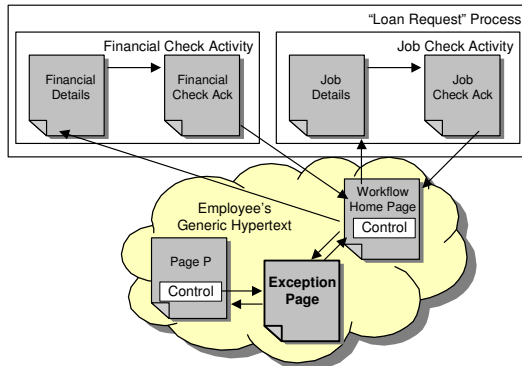 “Loan Request” Process
Financial Check Activity
Job Check Activity
Financial
Details
Financial
Check Ack
Job
Details
Job
Check Ack
Workflow
Home Page
Control
Employee's
Generic Hypertext
Page P
Control
Exception
Page